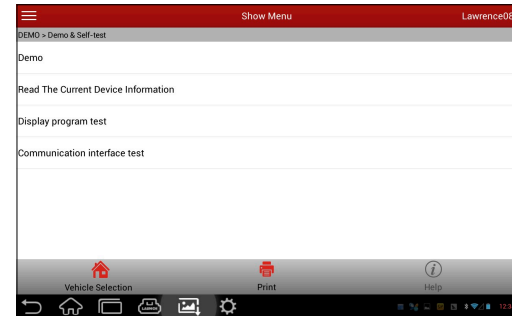 Show Menu
Lawrence08
DEMO > Demo & Self-test
Demo
Read The Current Device Information
Display program test
Communication interface test
Vehicle Selection
Print
Help
LAUNCH